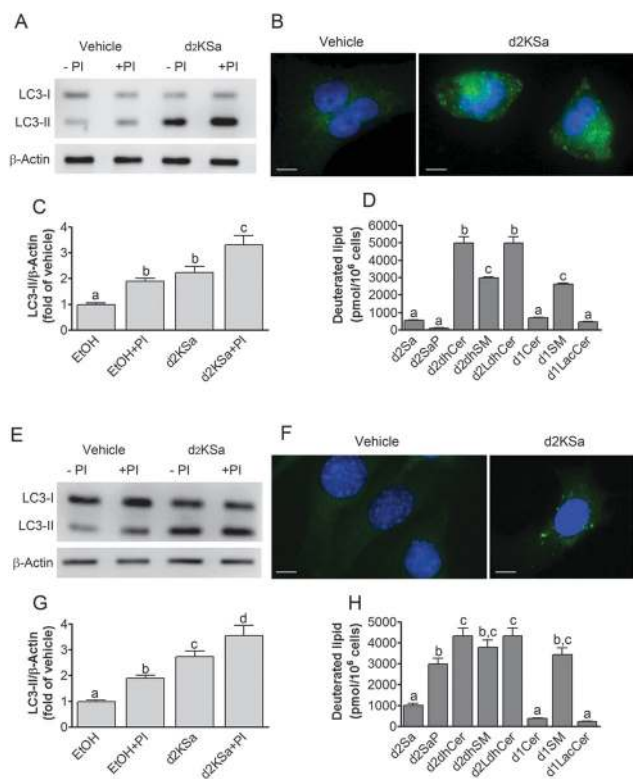 A
Vehicle d2KSa
- PI +PI - PI +PI
LC3-I
LC3-II
β-Actin
B
Vehicle d2KSa
C
LC3-II/β-Actin
(fold of vehicle)
4
3
2
1
0
a b b c
EtOH EtOH+PI d2KSa d2KSa+PI
D
Deuterated lipid
(pmol/10⁶ cells)
6000
5000
4000
3000
2000
1000
0
a a b c b a c a
d2Sa d2SaP d2dhCer d2dhSM d2LdhCer d1Cer d1SM d1LacCer
E
Vehicle d2KSa
- PI +PI - PI +PI
LC3-I
LC3-II
β-Actin
F
Vehicle d2KSa
G
LC3-II/β-Actin
(fold of vehicle)
4
3
2
1
0
a b c d
EtOH EtOH+PI d2KSa d2KSa+PI
H
Deuterated lipid
(pmol/10⁶ cells)
5000
4000
3000
2000
1000
0
a b c b,c c a b,c a
d2Sa d2SaP d2dhCer d2dhSM d2LdhCer d1Cer d1SM d1LacCer